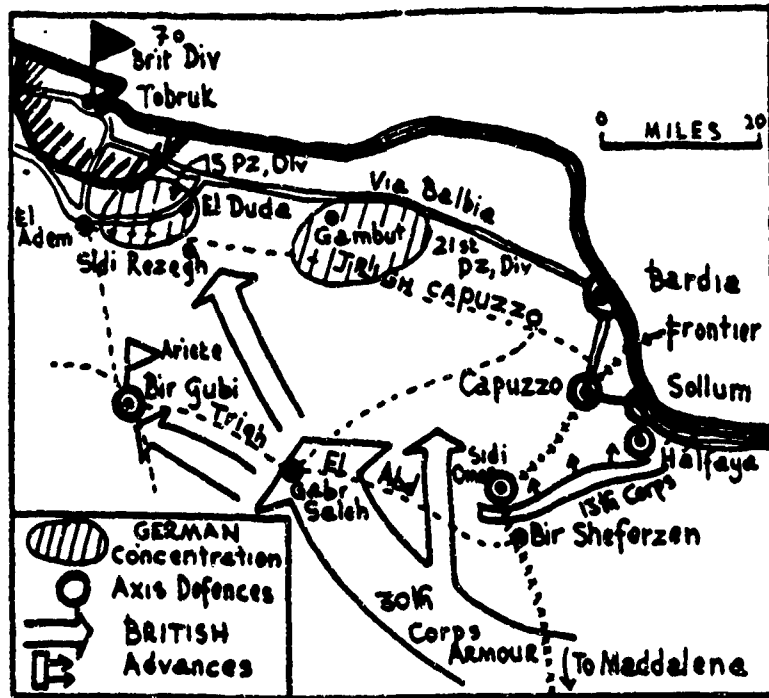 70
Brit Div
Tobruk
0 MILES 20
15 PZ, Div
Via Balbia
El Duda
El
Adem
Gambut
21st
PZ, Div
Sidi Rezegh
TRIGH CAPUZZO
Bardia
Frontier
Ariete
Capuzzo
Sollum
Bir Gubi
Trigh
El
Gabr
Saleh
Abd
Sidi
Omar
Halfaya
13th Corps
Bir Sheferzen
GERMAN
Concentration
Axis Defences
BRITISH
Advances
30th
Corps
ARMOUR
To Maddalena